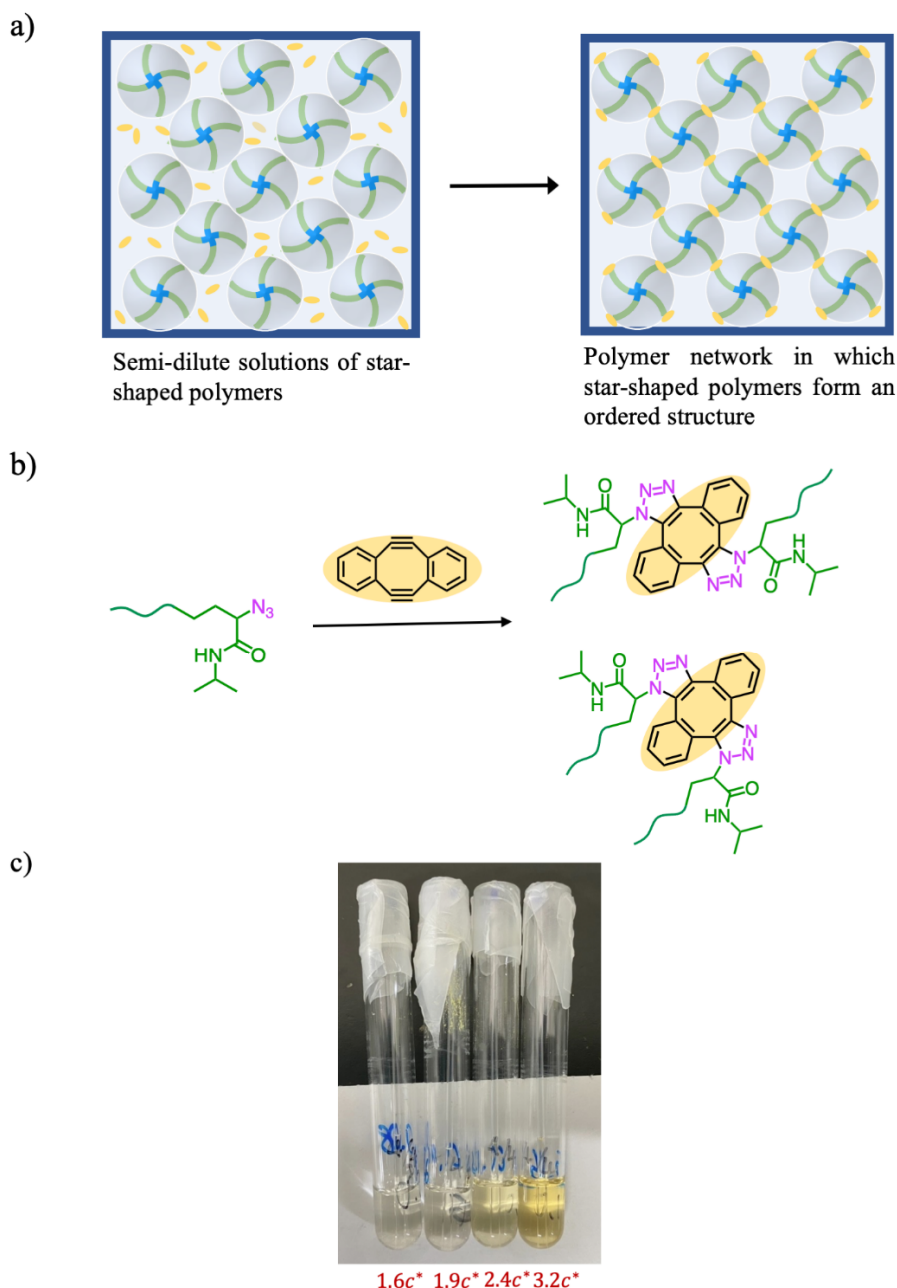 a)
Semi-dilute solutions of star-
shaped polymers
Polymer network in which
star-shaped polymers form an
ordered structure
b)
N₃
HN
O
O
N
H
N=N
N
N
N=N
N
H
O
O
N
H
N=N
N
N
N
N
O
HN
c)
1.6c* 1.9c* 2.4c* 3.2c*